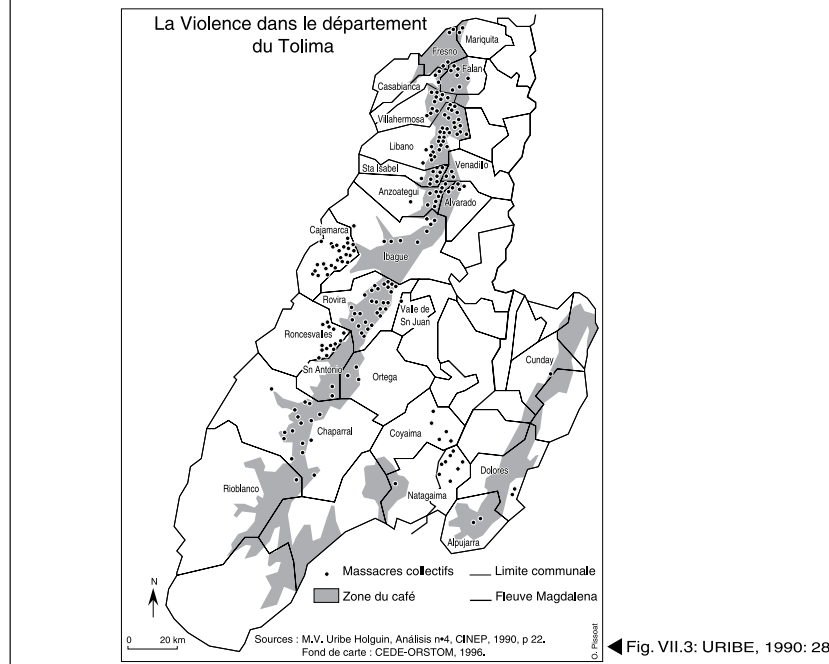 La Violence dans le département
du Tolima
Mariquita
Fresno
Falan
Casabianca
Villahermosa
Libano
Sta Isabel
Venadillo
Anzoategui
Alvarado
Cajamarca
Ibague
Rovira
Valle de
Sn Juan
Roncesvalles
Cunday
Sn Antonio
Ortega
Chaparral
Coyaima
Rioblanco
Dolores
Natagaima
Alpujarra
Massacres collectifs
Limite communale
Zone du café
Fleuve Magdalena
N
0 20 km
Sources : M.V. Uribe Holguin, Análisis n•4, CINEP, 1990, p 22.
Fond de carte : CEDE-ORSTOM, 1996.
O. Pissoat
◀ Fig. VII.3: URIBE, 1990: 28